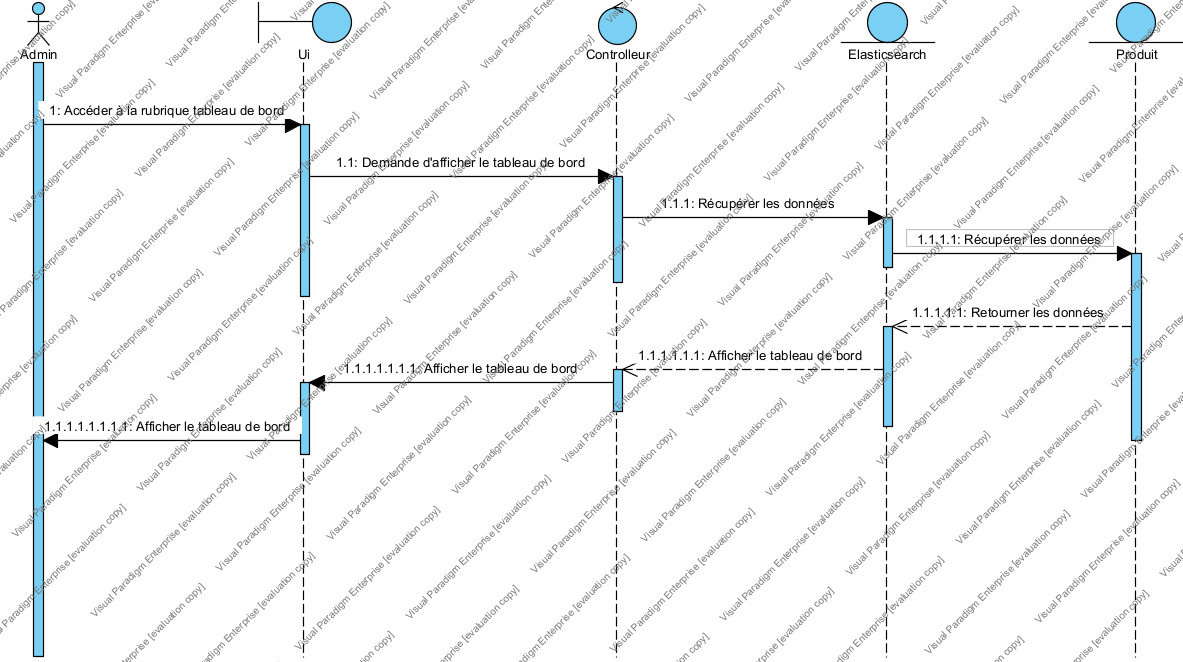 Admin
Ui
Controlleur
Elasticsearch
Produit
1: Accéder à la rubrique tableau de bord
1.1: Demande d'afficher le tableau de bord
1.1.1: Récupérer les données
1.1.1.1: Récupérer les données
1.1.1.1.1: Retourner les données
1.1.1.1.1.1: Afficher le tableau de bord
1.1.1.1.1.1.1: Afficher le tableau de bord
1.1.1.1.1.1.1.1: Afficher le tableau de bord
Visual Paradigm Enterprise [evaluation copy]